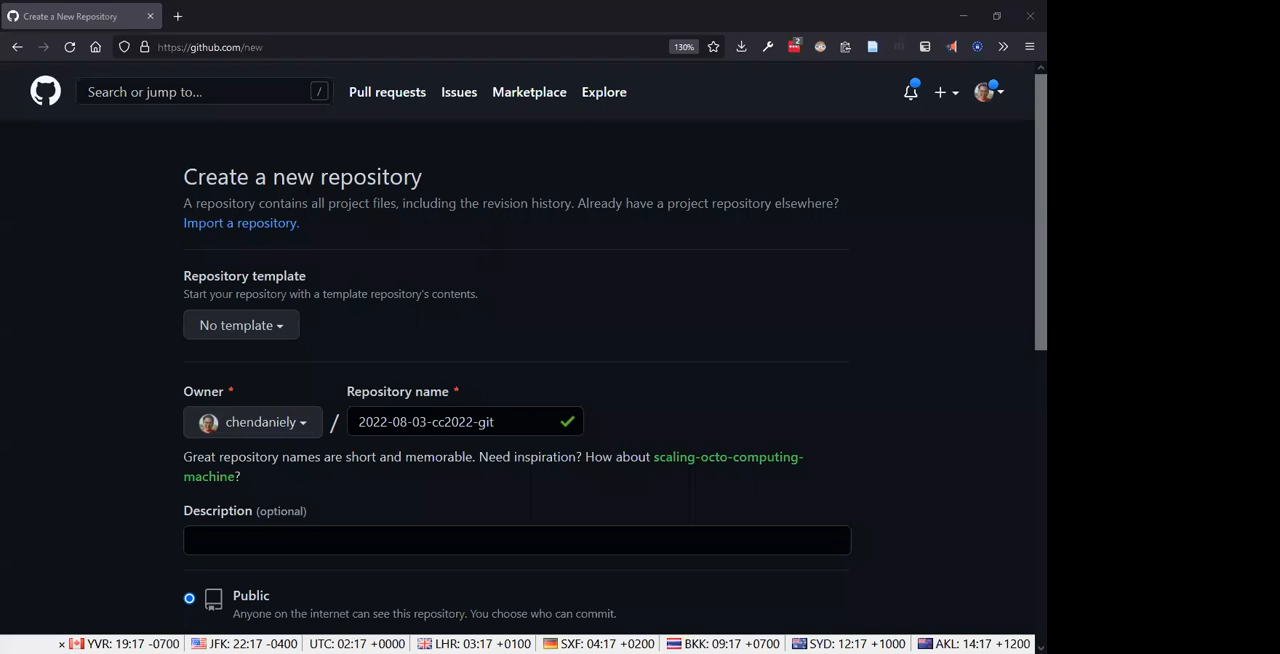 Create a New Repository
https://github.com/new
130%
2
Search or jump to...
/
Pull requests
Issues
Marketplace
Explore
Create a new repository
A repository contains all project files, including the revision history. Already have a project repository elsewhere?
Import a repository.
Repository template
Start your repository with a template repository's contents.
No template
Owner *
Repository name *
chendaniely
/
2022-08-03-cc2022-git
Great repository names are short and memorable. Need inspiration? How about scaling-octo-computing-
machine?
Description (optional)
Public
Anyone on the internet can see this repository. You choose who can commit.
YVR: 19:17 -0700
JFK: 22:17 -0400
UTC: 02:17 +0000
LHR: 03:17 +0100
SXF: 04:17 +0200
BKK: 09:17 +0700
SYD: 12:17 +1000
AKL: 14:17 +1200